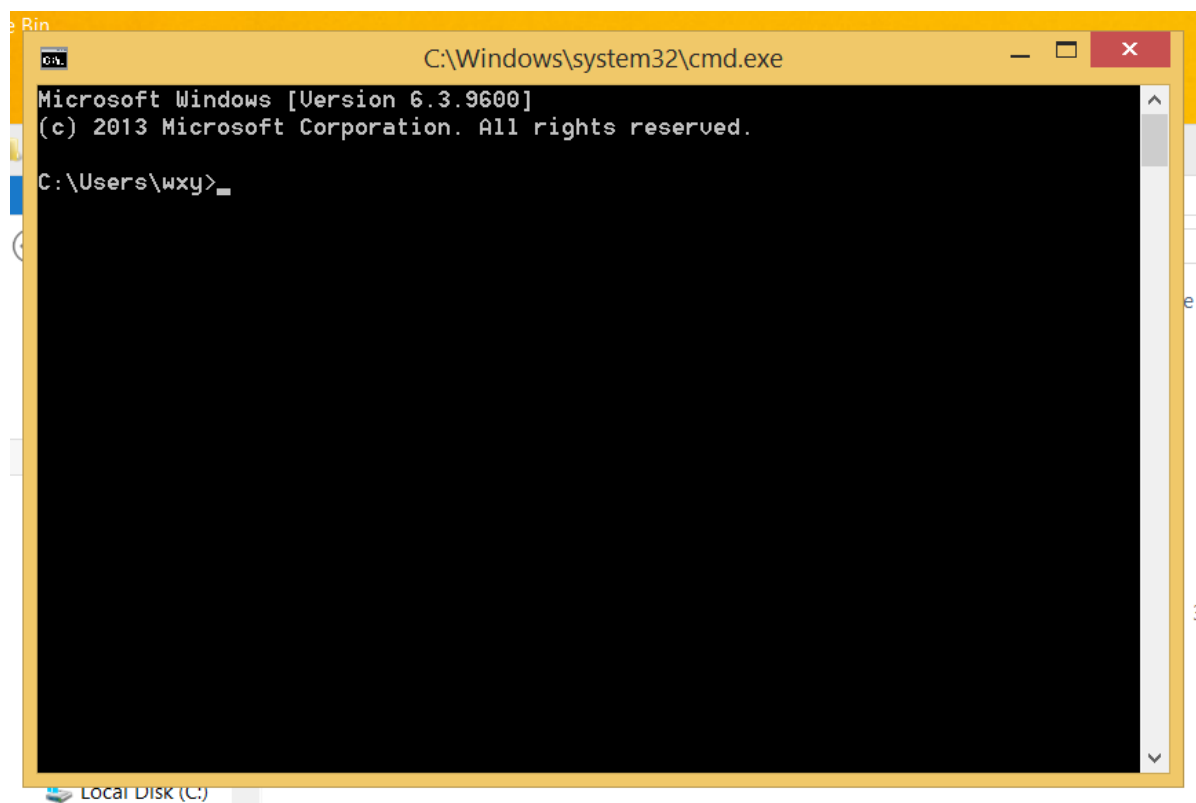 e Bin
C:\Windows\system32\cmd.exe
Microsoft Windows [Version 6.3.9600]
(c) 2013 Microsoft Corporation. All rights reserved.
C:\Users\wxy>_
e
Local Disk (C:)